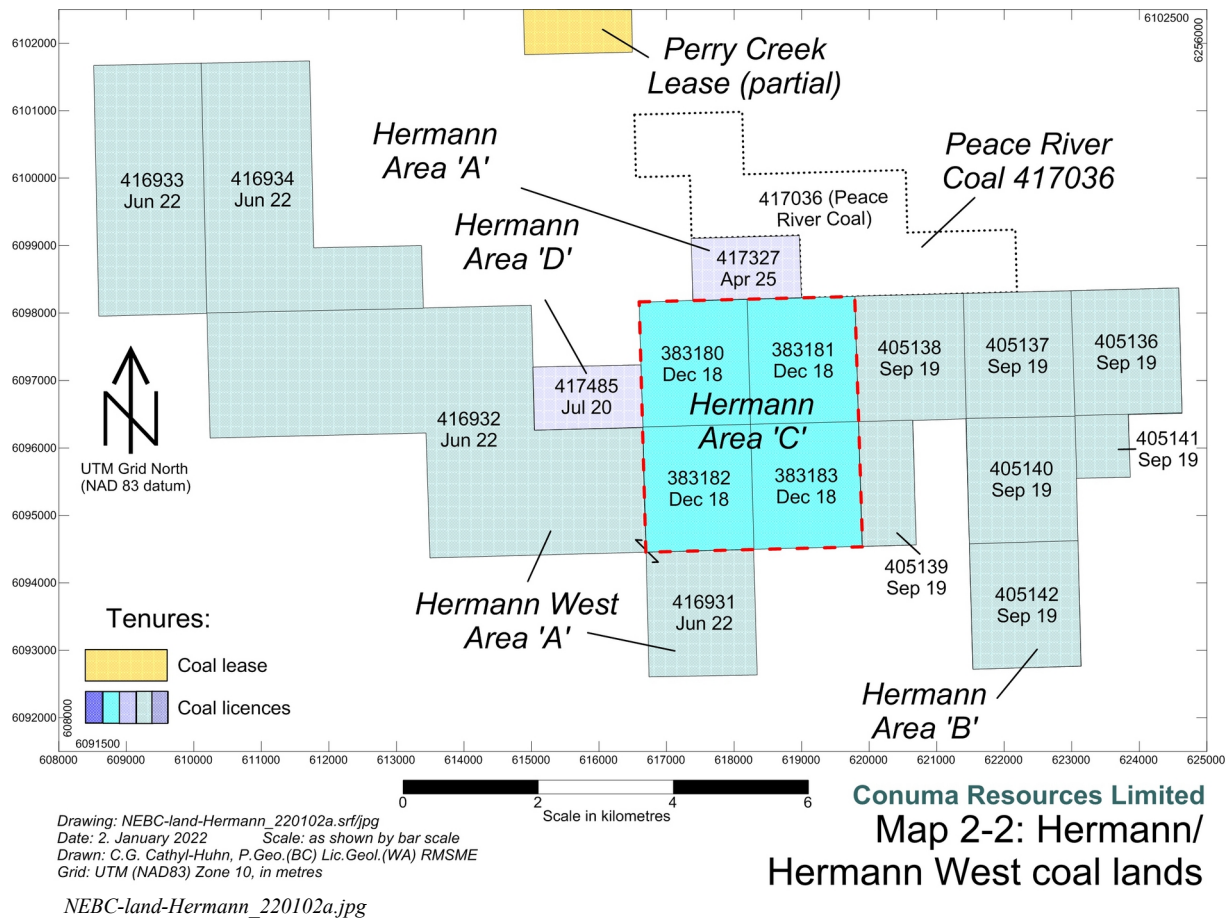 6102500
6256000
6102000
6101000
6100000
6099000
6098000
6097000
6096000
6095000
6094000
6093000
6092000
Perry Creek
Lease (partial)
Hermann
Area 'A'
Peace River
Coal 417036
416933
Jun 22
416934
Jun 22
417036 (Peace
River Coal)
Hermann
Area 'D'
417327
Apr 25
383180
Dec 18
383181
Dec 18
405138
Sep 19
405137
Sep 19
405136
Sep 19
417485
Jul 20
416932
Jun 22
Hermann
Area 'C'
405141
Sep 19
UTM Grid North
(NAD 83 datum)
383182
Dec 18
383183
Dec 18
405140
Sep 19
405139
Sep 19
Hermann West
Area 'A'
416931
Jun 22
405142
Sep 19
Hermann
Area 'B'
Tenures:
Coal lease
Coal licences
608000
6091500
608000
609000
610000
611000
612000
613000
614000
615000
616000
617000
618000
619000
620000
621000
622000
623000
624000
625000
0
2
4
6
Scale in kilometres
Conuma Resources Limited
Map 2-2: Hermann/
Hermann West coal lands
Drawing: NEBC-land-Hermann_220102a.srf/jpg
Date: 2. January 2022 Scale: as shown by bar scale
Drawn: C.G. Cathyl-Huhn, P.Geo.(BC) Lic.Geol.(WA) RMSME
Grid: UTM (NAD83) Zone 10, in metres
NEBC-land-Hermann_220102a.jpg